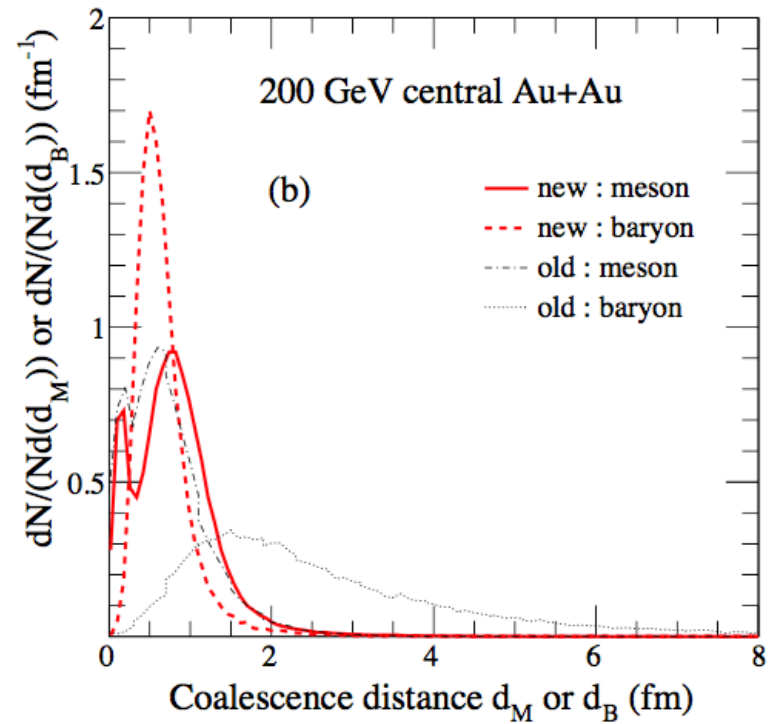 dN/(Nd(d_M)) or dN/(Nd(d_B)) (fm^-1)
2
1.5
1
0.5
200 GeV central Au+Au
(b)
new : meson
new : baryon
old : meson
old : baryon
0 2 4 6 8
Coalescence distance d_M or d_B (fm)